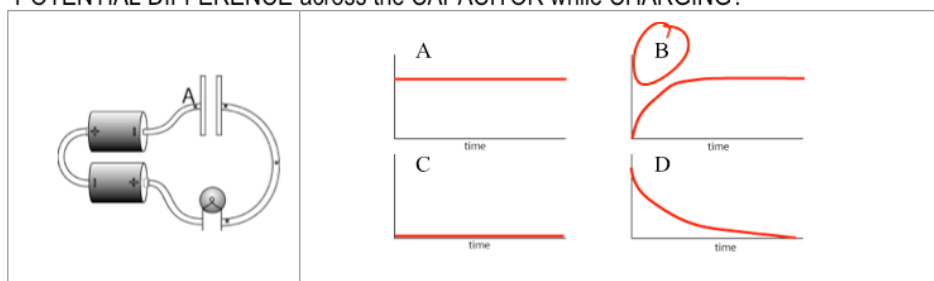 POTENTIAL DIFFERENCE across the CAPACITOR while CHARGING?
A
B
A
+
-
time
time
C
D
-
+
time
time